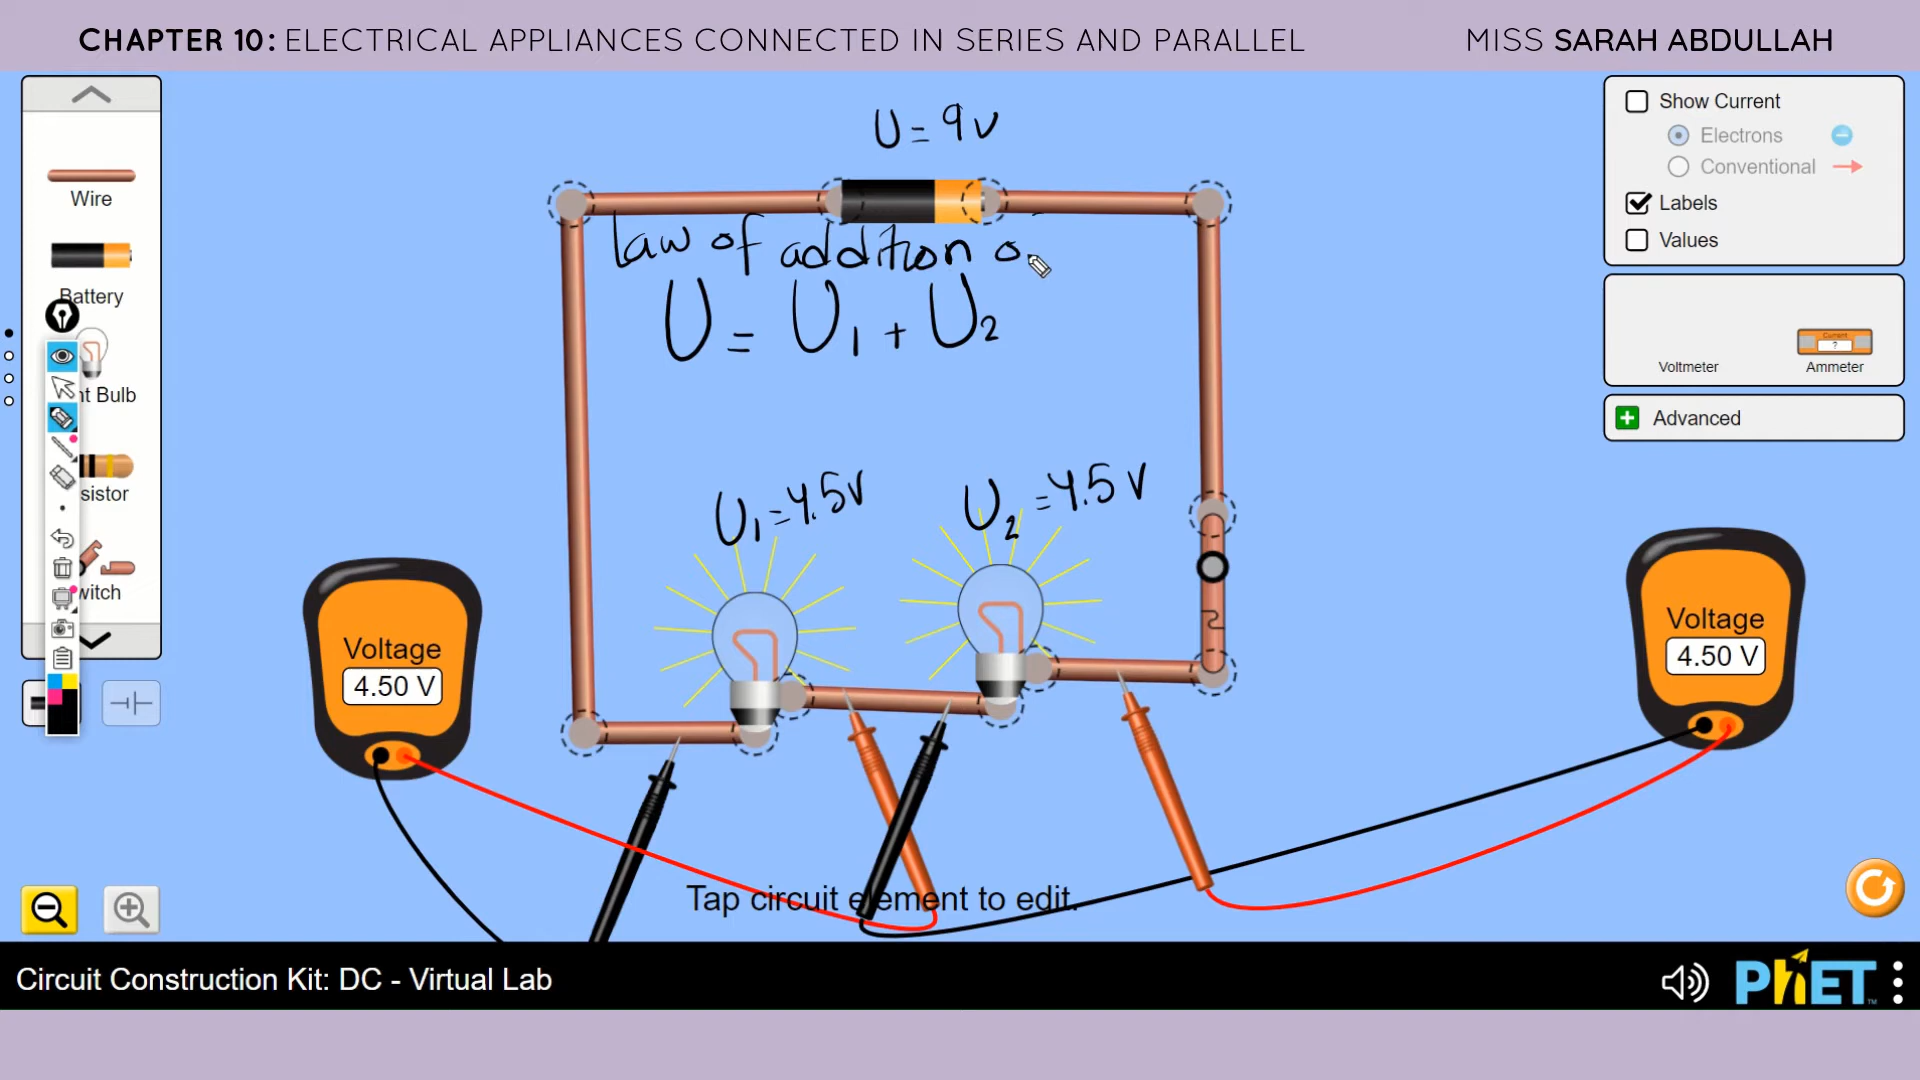 CHAPTER 10: ELECTRICAL APPLIANCES CONNECTED IN SERIES AND PARALLEL
MISS SARAH ABDULLAH
Wire
Battery
nt Bulb
sistor
witch
U = 9V
Law of addition o
U = U1 + U2
U1 = 4.5V
U2 = 4.5V
Voltage
4.50 V
Voltage
4.50 V
Show Current
Electrons
Conventional
Labels
Values
Voltmeter
Current
?
Ammeter
Advanced
Tap circuit element to edit.
Circuit Construction Kit: DC - Virtual Lab
PhET